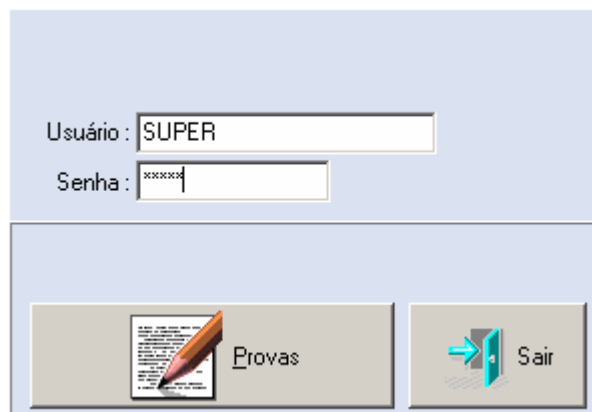 Usuário : SUPER
Senha : *****
Provas
Sair